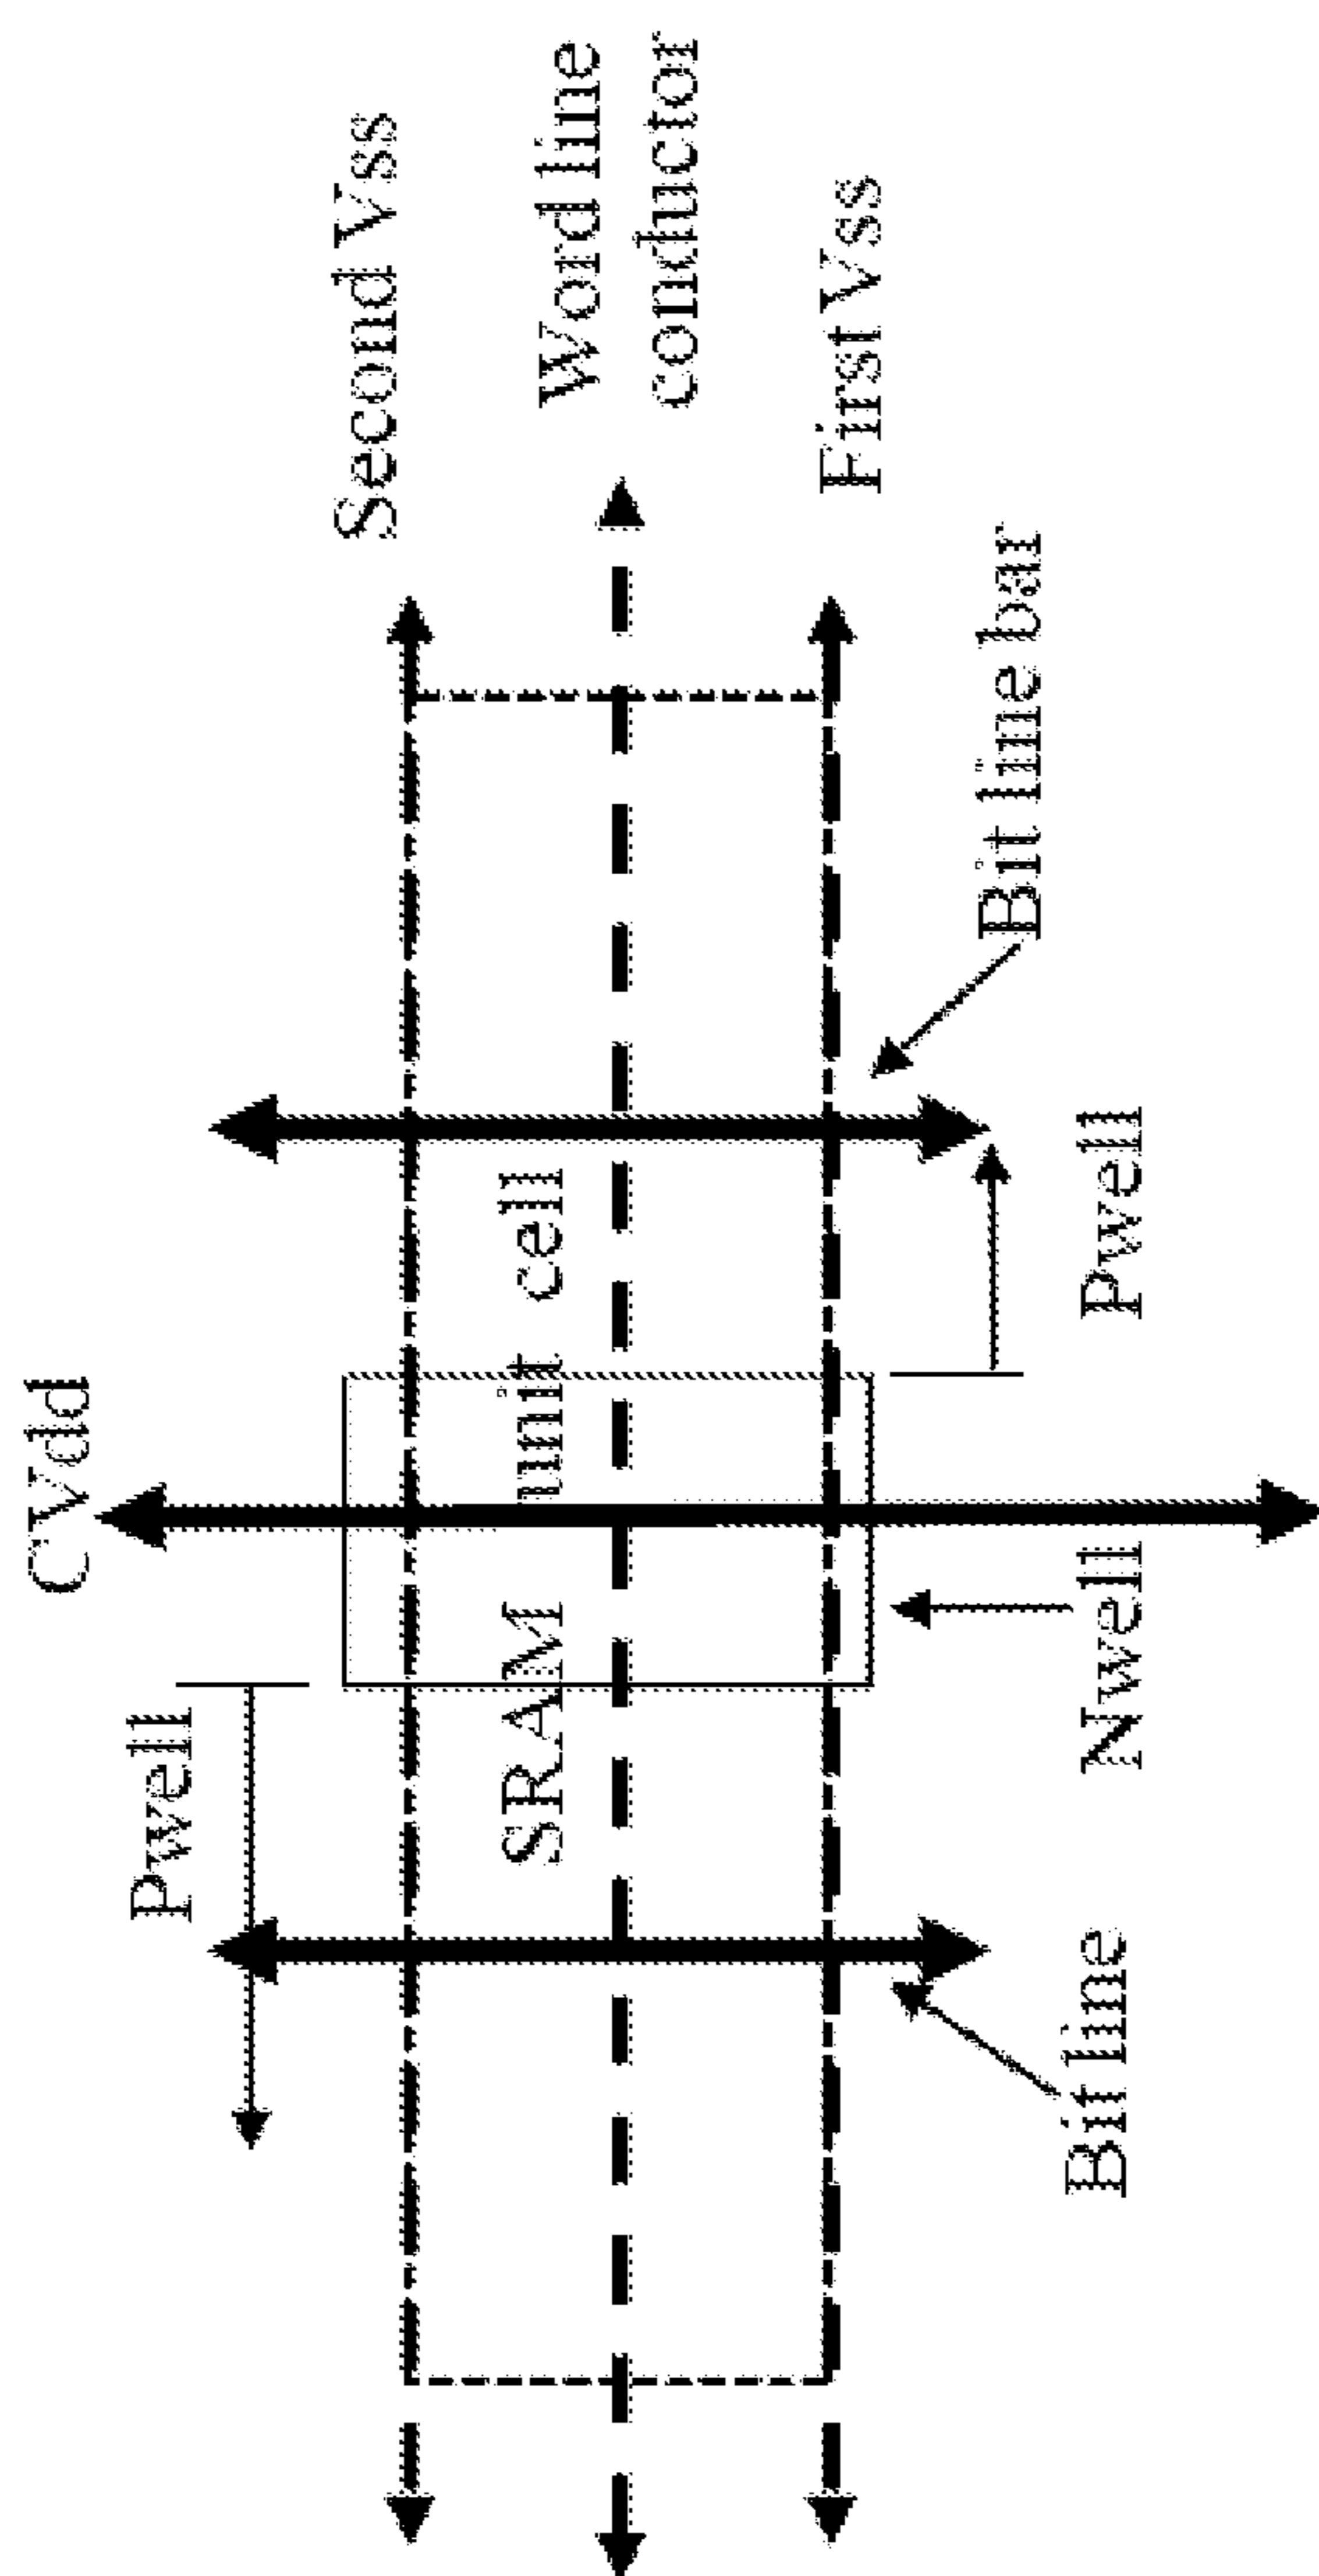 CVdd
Pwell
Second Vss
SRAM unit cell
Word line
conductor
First Vss
Bit line bar
Bit line
Nwell
Pwell